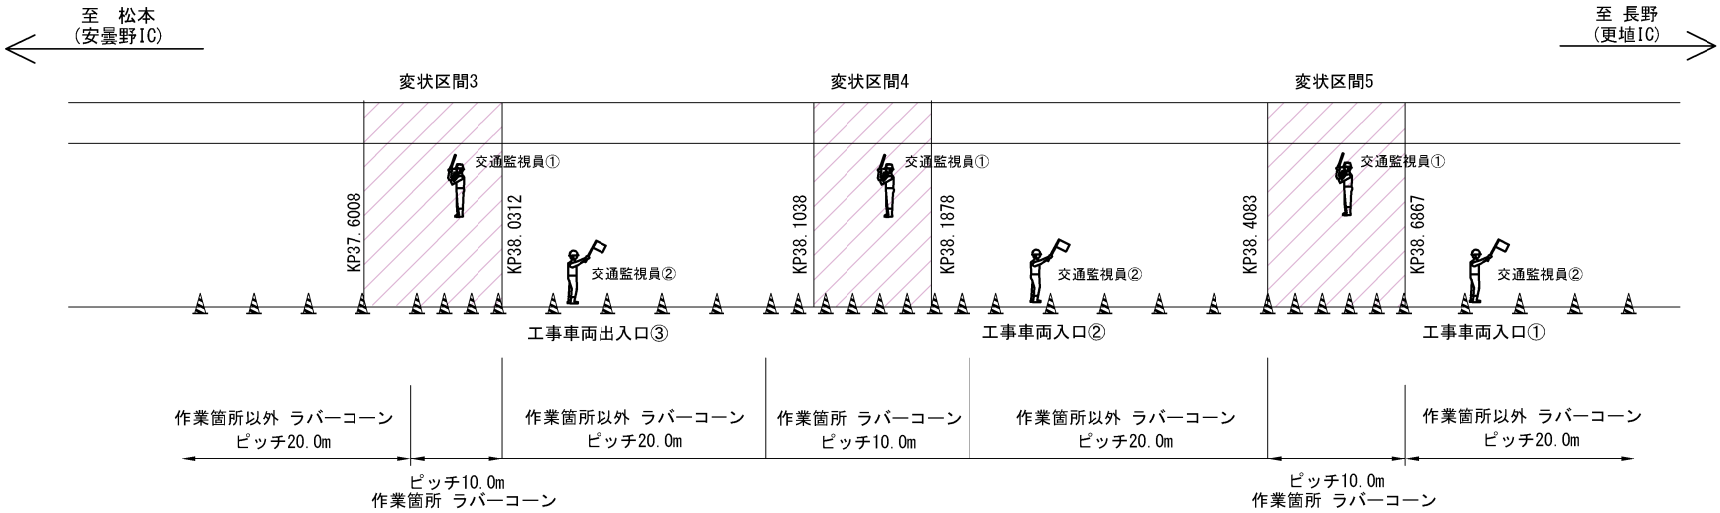 至 松本
(安曇野IC)
至 長野
(更埴IC)
変状区間3
変状区間4
変状区間5
交通監視員①
交通監視員①
交通監視員①
KP37.6008
KP38.0312
KP38.1038
KP38.1878
KP38.4083
KP38.6867
交通監視員②
交通監視員②
交通監視員②
工事車両出入口③
工事車両入口②
工事車両入口①
作業箇所以外 ラバーコーン
ピッチ20.0m
作業箇所以外 ラバーコーン
ピッチ20.0m
作業箇所 ラバーコーン
ピッチ10.0m
作業箇所以外 ラバーコーン
ピッチ20.0m
作業箇所以外 ラバーコーン
ピッチ20.0m
ピッチ10.0m
作業箇所 ラバーコーン
ピッチ10.0m
作業箇所 ラバーコーン